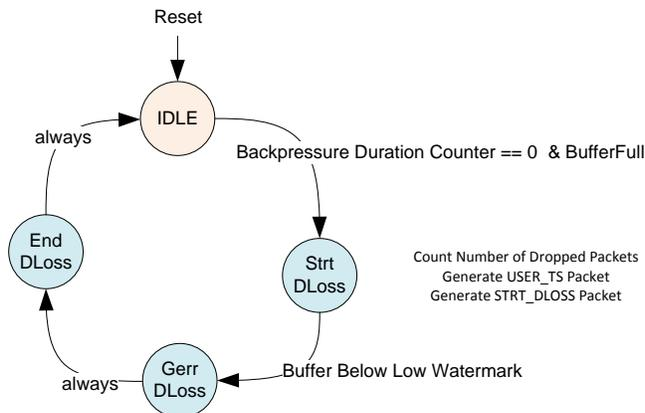 Reset
IDLE
always
Backpressure Duration Counter == 0 & BufferFull
End
DLoss
Strt
DLoss
Count Number of Dropped Packets
Generate USER_TS Packet
Generate STRT_DLOSS Packet
Gerr
DLoss
Buffer Below Low Watermark
always